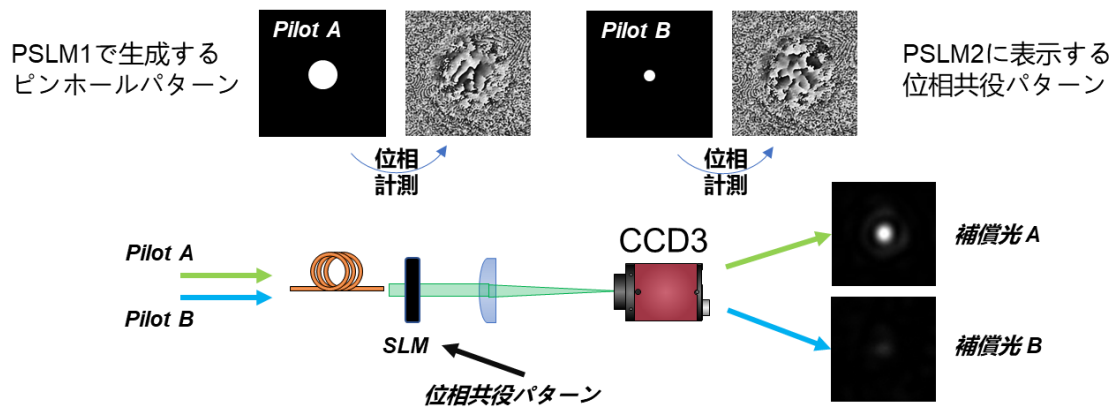 PSLM1で生成する
ピンホールパターン
Pilot A
Pilot B
PSLM2に表示する
位相共役パターン
位相
計測
位相
計測
Pilot A
Pilot B
SLM
位相共役パターン
CCD3
補償光 A
補償光 B